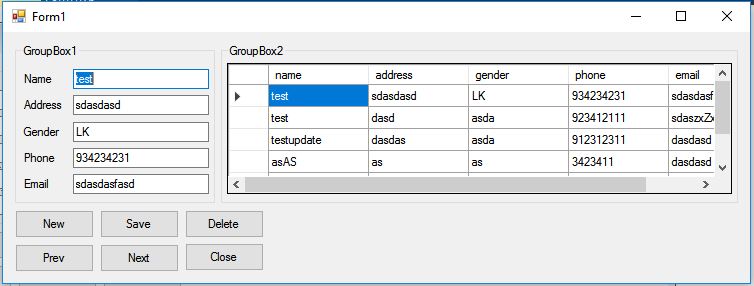 Form1
GroupBox1
Name test
Address sdasdasd
Gender LK
Phone 934234231
Email sdasdasfasd
New Save Delete
Prev Next Close
GroupBox2
name address gender phone email
test sdasdasd LK 934234231 sdasdasf
test dasd asda 923412111 sdaszxZx
testupdate dasdas asda 912312311 dasdasd
asAS as as 3423411 dasdasd